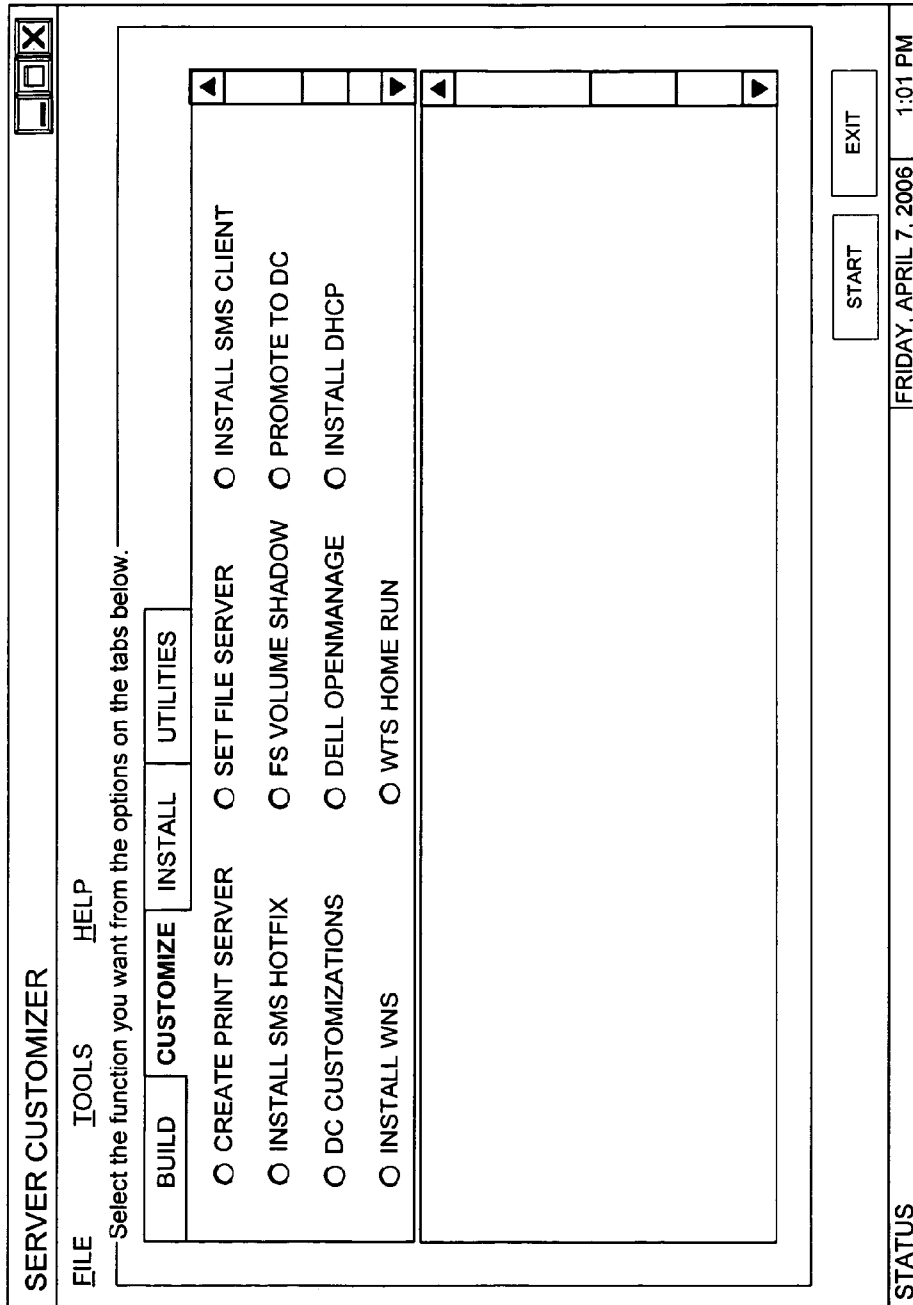 SERVER CUSTOMIZER
FILE TOOLS HELP
Select the function you want from the options on the tabs below.
BUILD CUSTOMIZE INSTALL UTILITIES
CREATE PRINT SERVER SET FILE SERVER INSTALL SMS CLIENT
INSTALL SMS HOTFIX FS VOLUME SHADOW PROMOTE TO DC
DC CUSTOMIZATIONS DELL OPENMANAGE INSTALL DHCP
INSTALL WNS WTS HOME RUN
START EXIT
STATUS FRIDAY, APRIL 7, 2006 1:01 PM